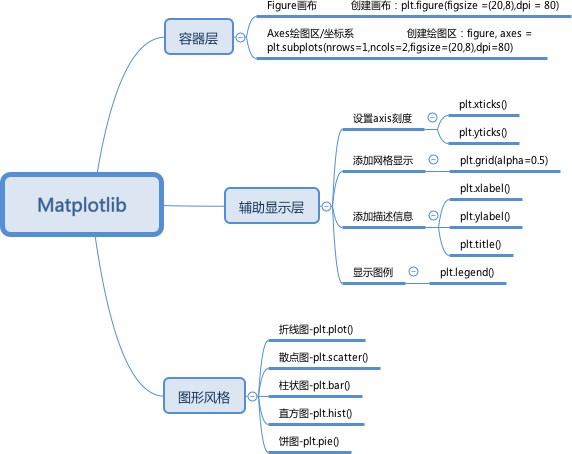 Figure画布 创建画布：plt.figure(figsize =(20,8),dpi = 80)
容器层
Axes绘图区/坐标系 创建绘图区：figure, axes =
plt.subplots(nrows=1,ncols=2,figsize=(20,8),dpi=80)
Matplotlib
辅助显示层
设置axis刻度
plt.xticks()
plt.yticks()
添加网格显示
plt.grid(alpha=0.5)
添加描述信息
plt.xlabel()
plt.ylabel()
plt.title()
显示图例
plt.legend()
图形风格
折线图-plt.plot()
散点图-plt.scatter()
柱状图-plt.bar()
直方图-plt.hist()
饼图-plt.pie()